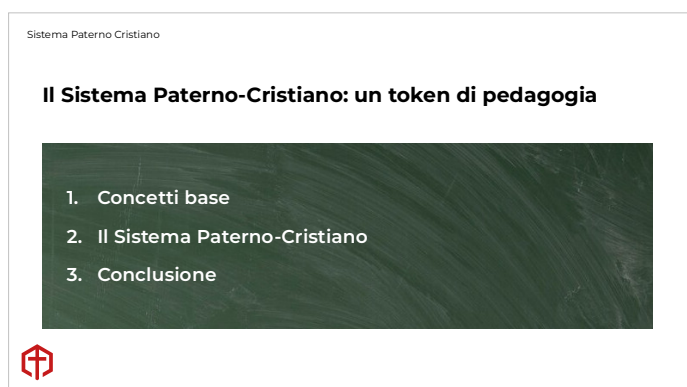 Sistema Paterno Cristiano
Il Sistema Paterno-Cristiano: un token di pedagogia
1. Concetti base
2. Il Sistema Paterno-Cristiano
3. Conclusione